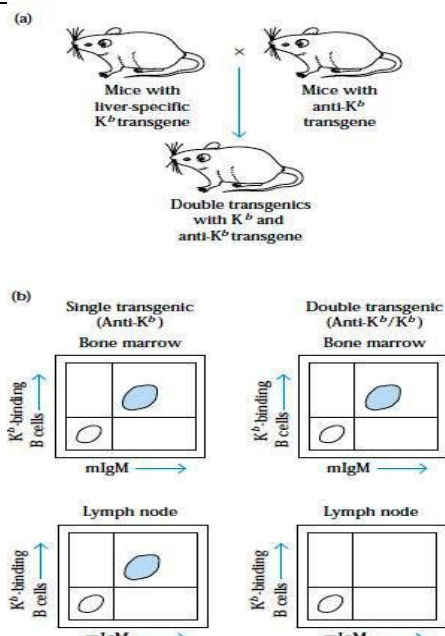 (a)
×
Mice with
liver-specific
K^b transgene
Mice with
anti-K^b
transgene
Double transgenics
with K^b and
anti-K^b transgene
(b)
Single transgenic
(Anti-K^b)
Bone marrow
Double transgenic
(Anti-K^b/K^b)
Bone marrow
K^b-binding
B cells
mIgM
K^b-binding
B cells
mIgM
Lymph node
Lymph node
K^b-binding
B cells
mIgM
K^b-binding
B cells
mIgM